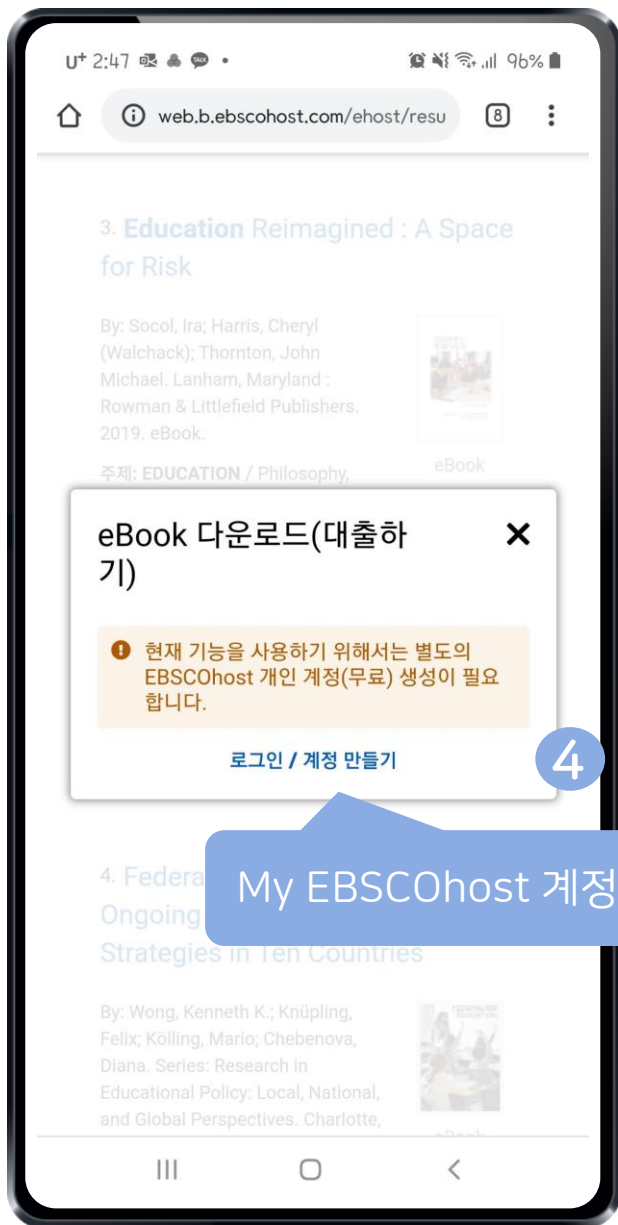 U+ 2:47
96%
web.b.ebscohost.com/ehost/resu
8
3. Education Reimagined : A Space
for Risk
By: Socol, Ira; Harris, Cheryl
(Walchack); Thornton, John
Michael. Lanham, Maryland :
Rowman & Littlefield Publishers.
2019. eBook.
eBook
주제: EDUCATION / Philosophy,
eBook 다운로드(대출하
기)
현재 기능을 사용하기 위해서는 별도의
EBSCOhost 개인 계정(무료) 생성이 필요
합니다.
로그인 / 계정 만들기
4
My EBSCOhost 계정
4. Federa
Ongoing
Strategies in Ten Countries
By: Wong, Kenneth K.; Knüpling,
Felix; Kölling, Mario; Chebenova,
Diana. Series: Research in
Educational Policy: Local, National,
and Global Perspectives. Charlotte,